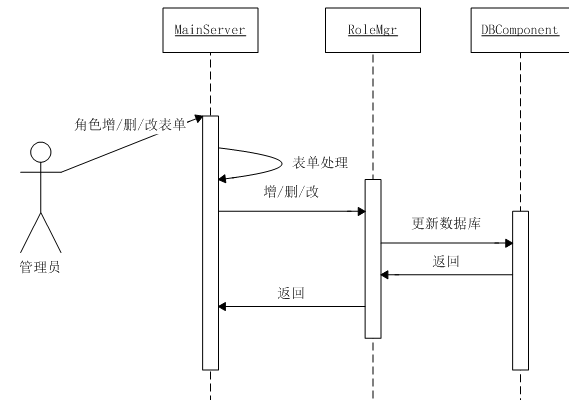 MainServer
RoleMgr
DBComponent
角色增/删/改表单
表单处理
增/删/改
更新数据库
返回
管理员
返回